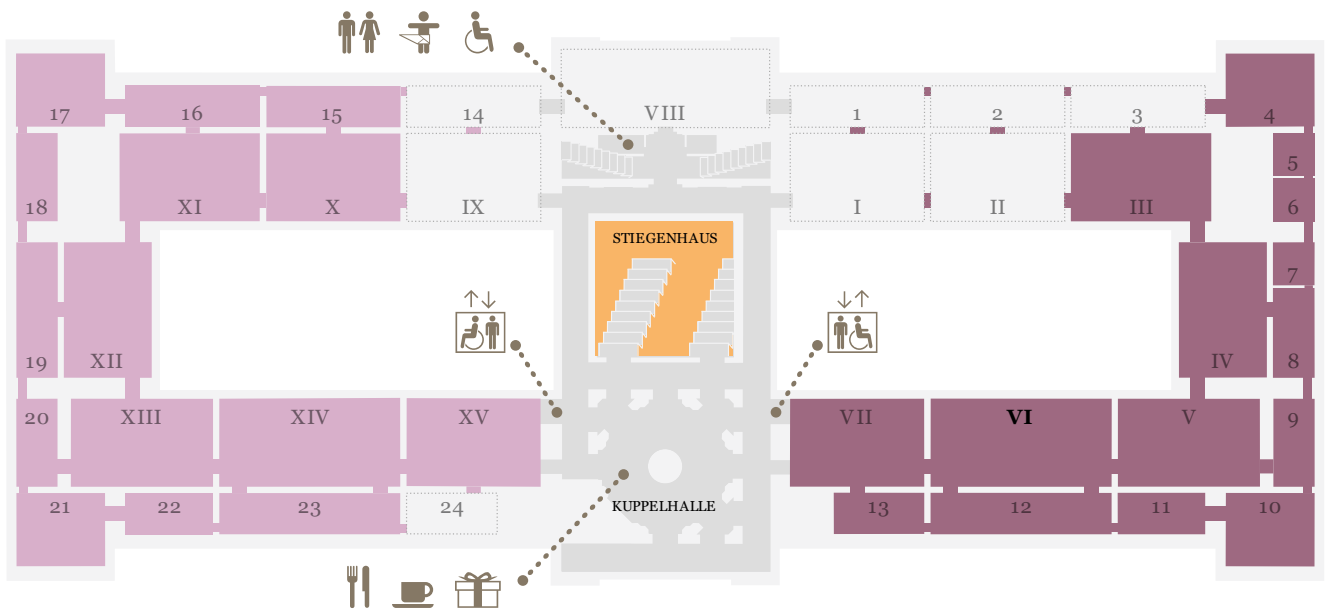 17 16 15 14 VIII 1 2 3 4
5
18 XI X IX I II III 6
STIEGENHAUS
7
19 XII IV 8
20 XIII XIV XV VII VI V 9
21 22 23 24 KUPPELHALLE 13 12 11 10